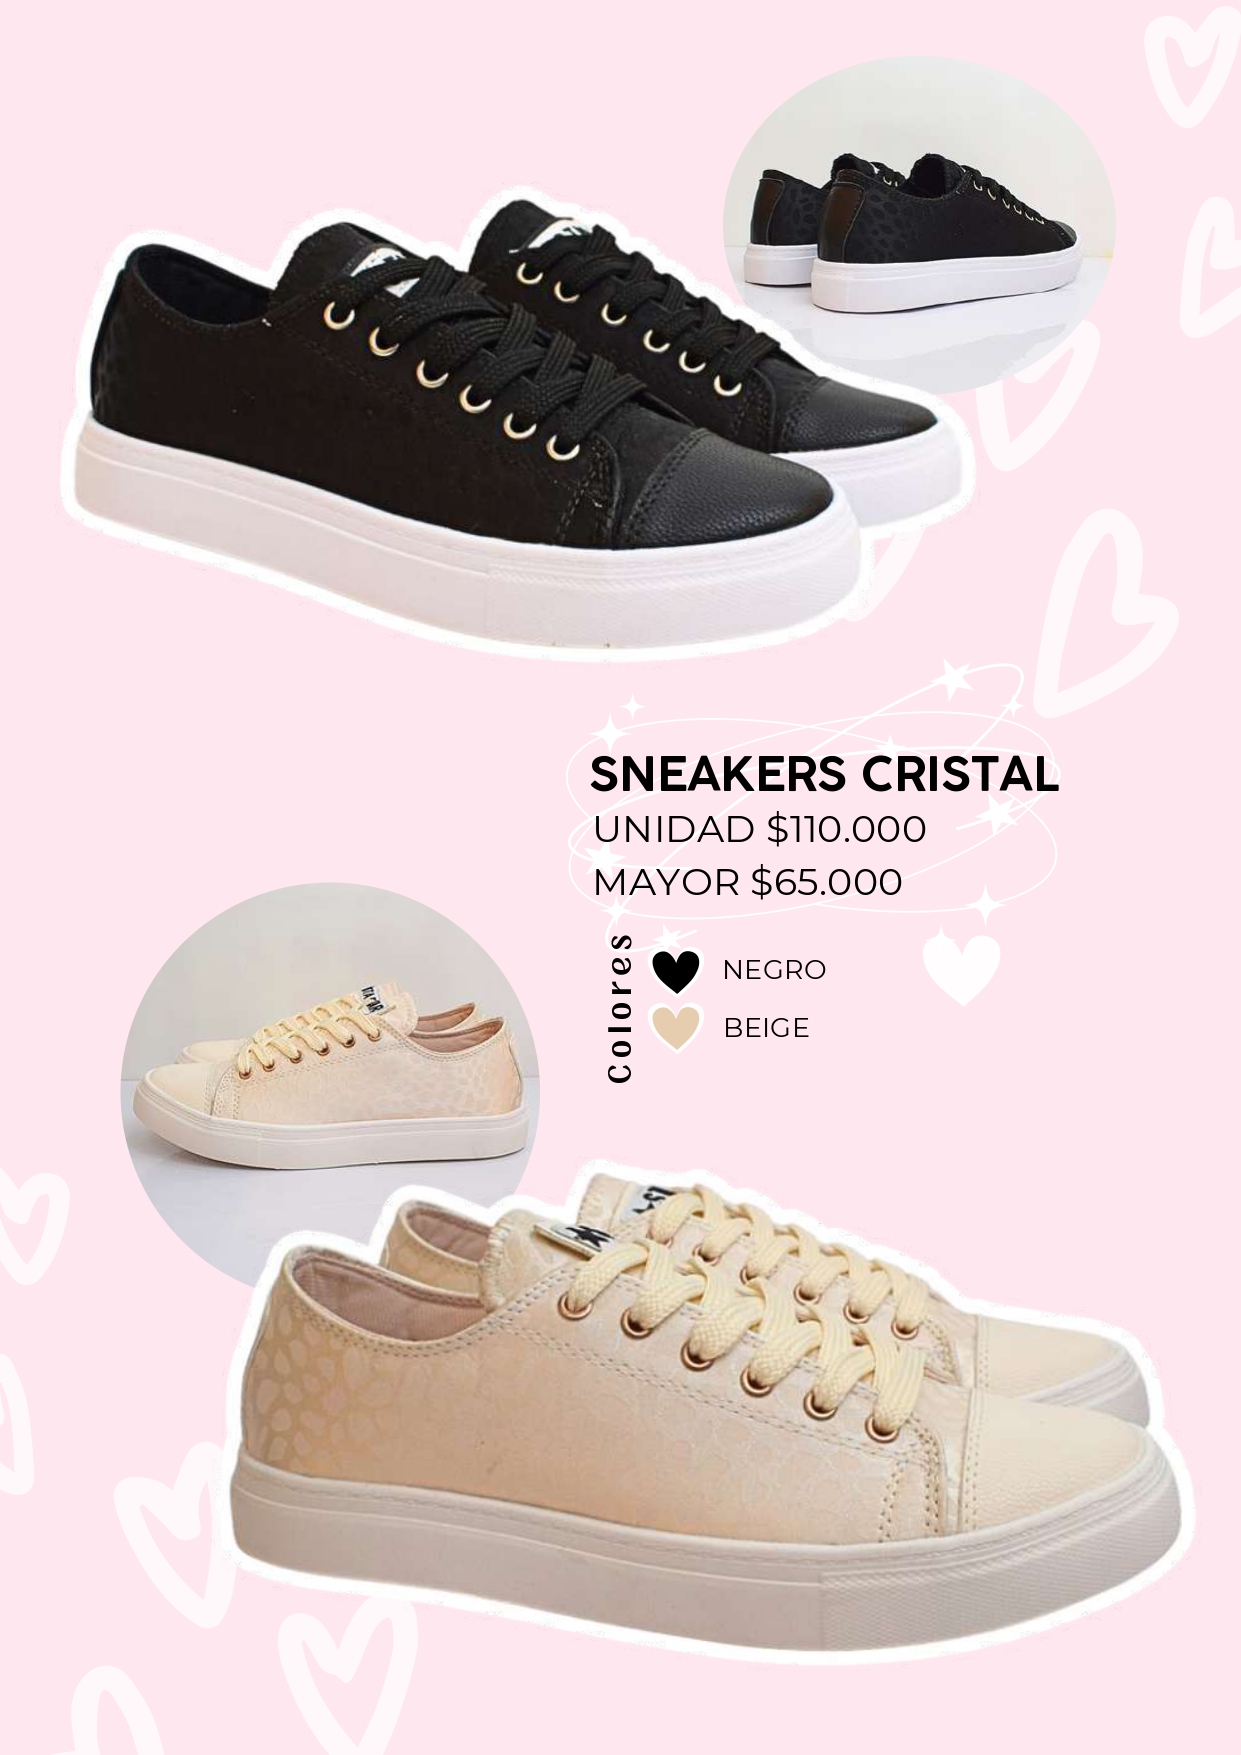 SNEAKERS CRISTAL
UNIDAD $110.000
MAYOR $65.000
Colores
NEGRO
BEIGE